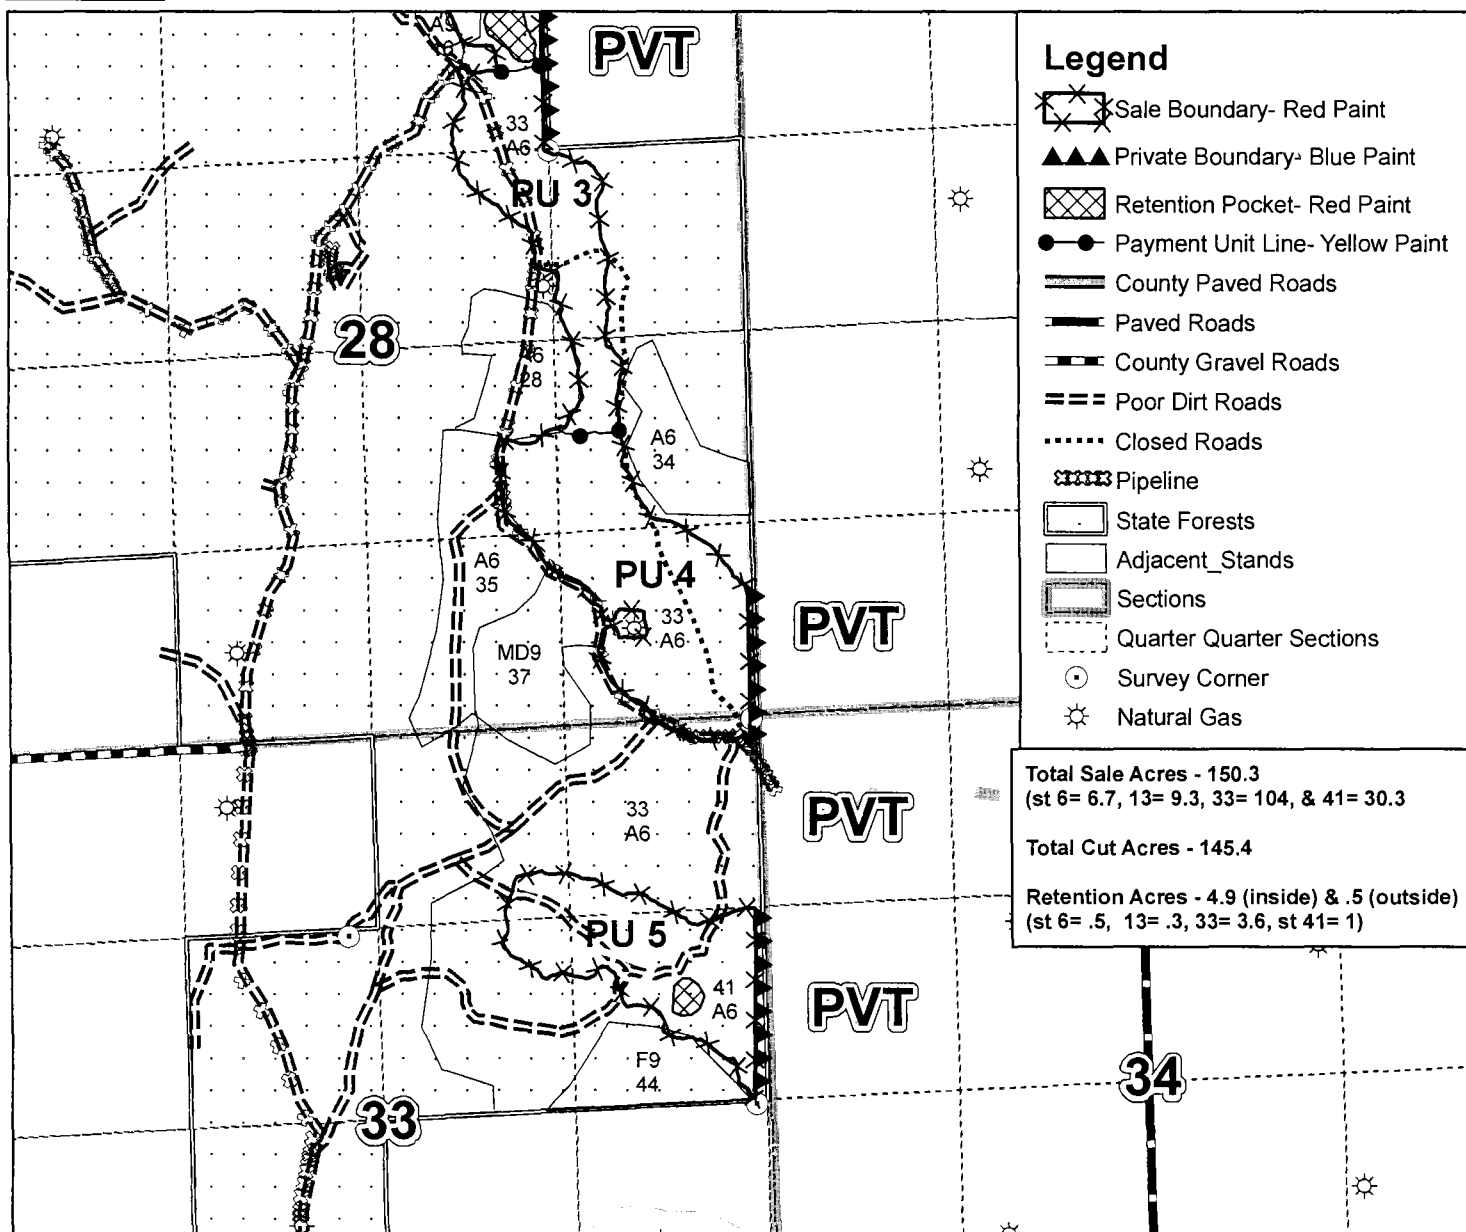 A9
6
PVT
33
A6
PU 3
28
28
A6
34
A6
35
PU 4
33
A6
PVT
MD9
37
33
A6
PVT
PU 5
41
A6
PVT
F9
44
33
34
Legend
Sale Boundary- Red Paint
Private Boundary- Blue Paint
Retention Pocket- Red Paint
Payment Unit Line- Yellow Paint
County Paved Roads
Paved Roads
County Gravel Roads
Poor Dirt Roads
Closed Roads
Pipeline
State Forests
Adjacent_Stands
Sections
Quarter Quarter Sections
Survey Corner
Natural Gas
Total Sale Acres - 150.3
(st 6= 6.7, 13= 9.3, 33= 104, & 41= 30.3
Total Cut Acres - 145.4
Retention Acres - 4.9 (inside) & .5 (outside)
(st 6= .5, 13= .3, 33= 3.6, st 41= 1)